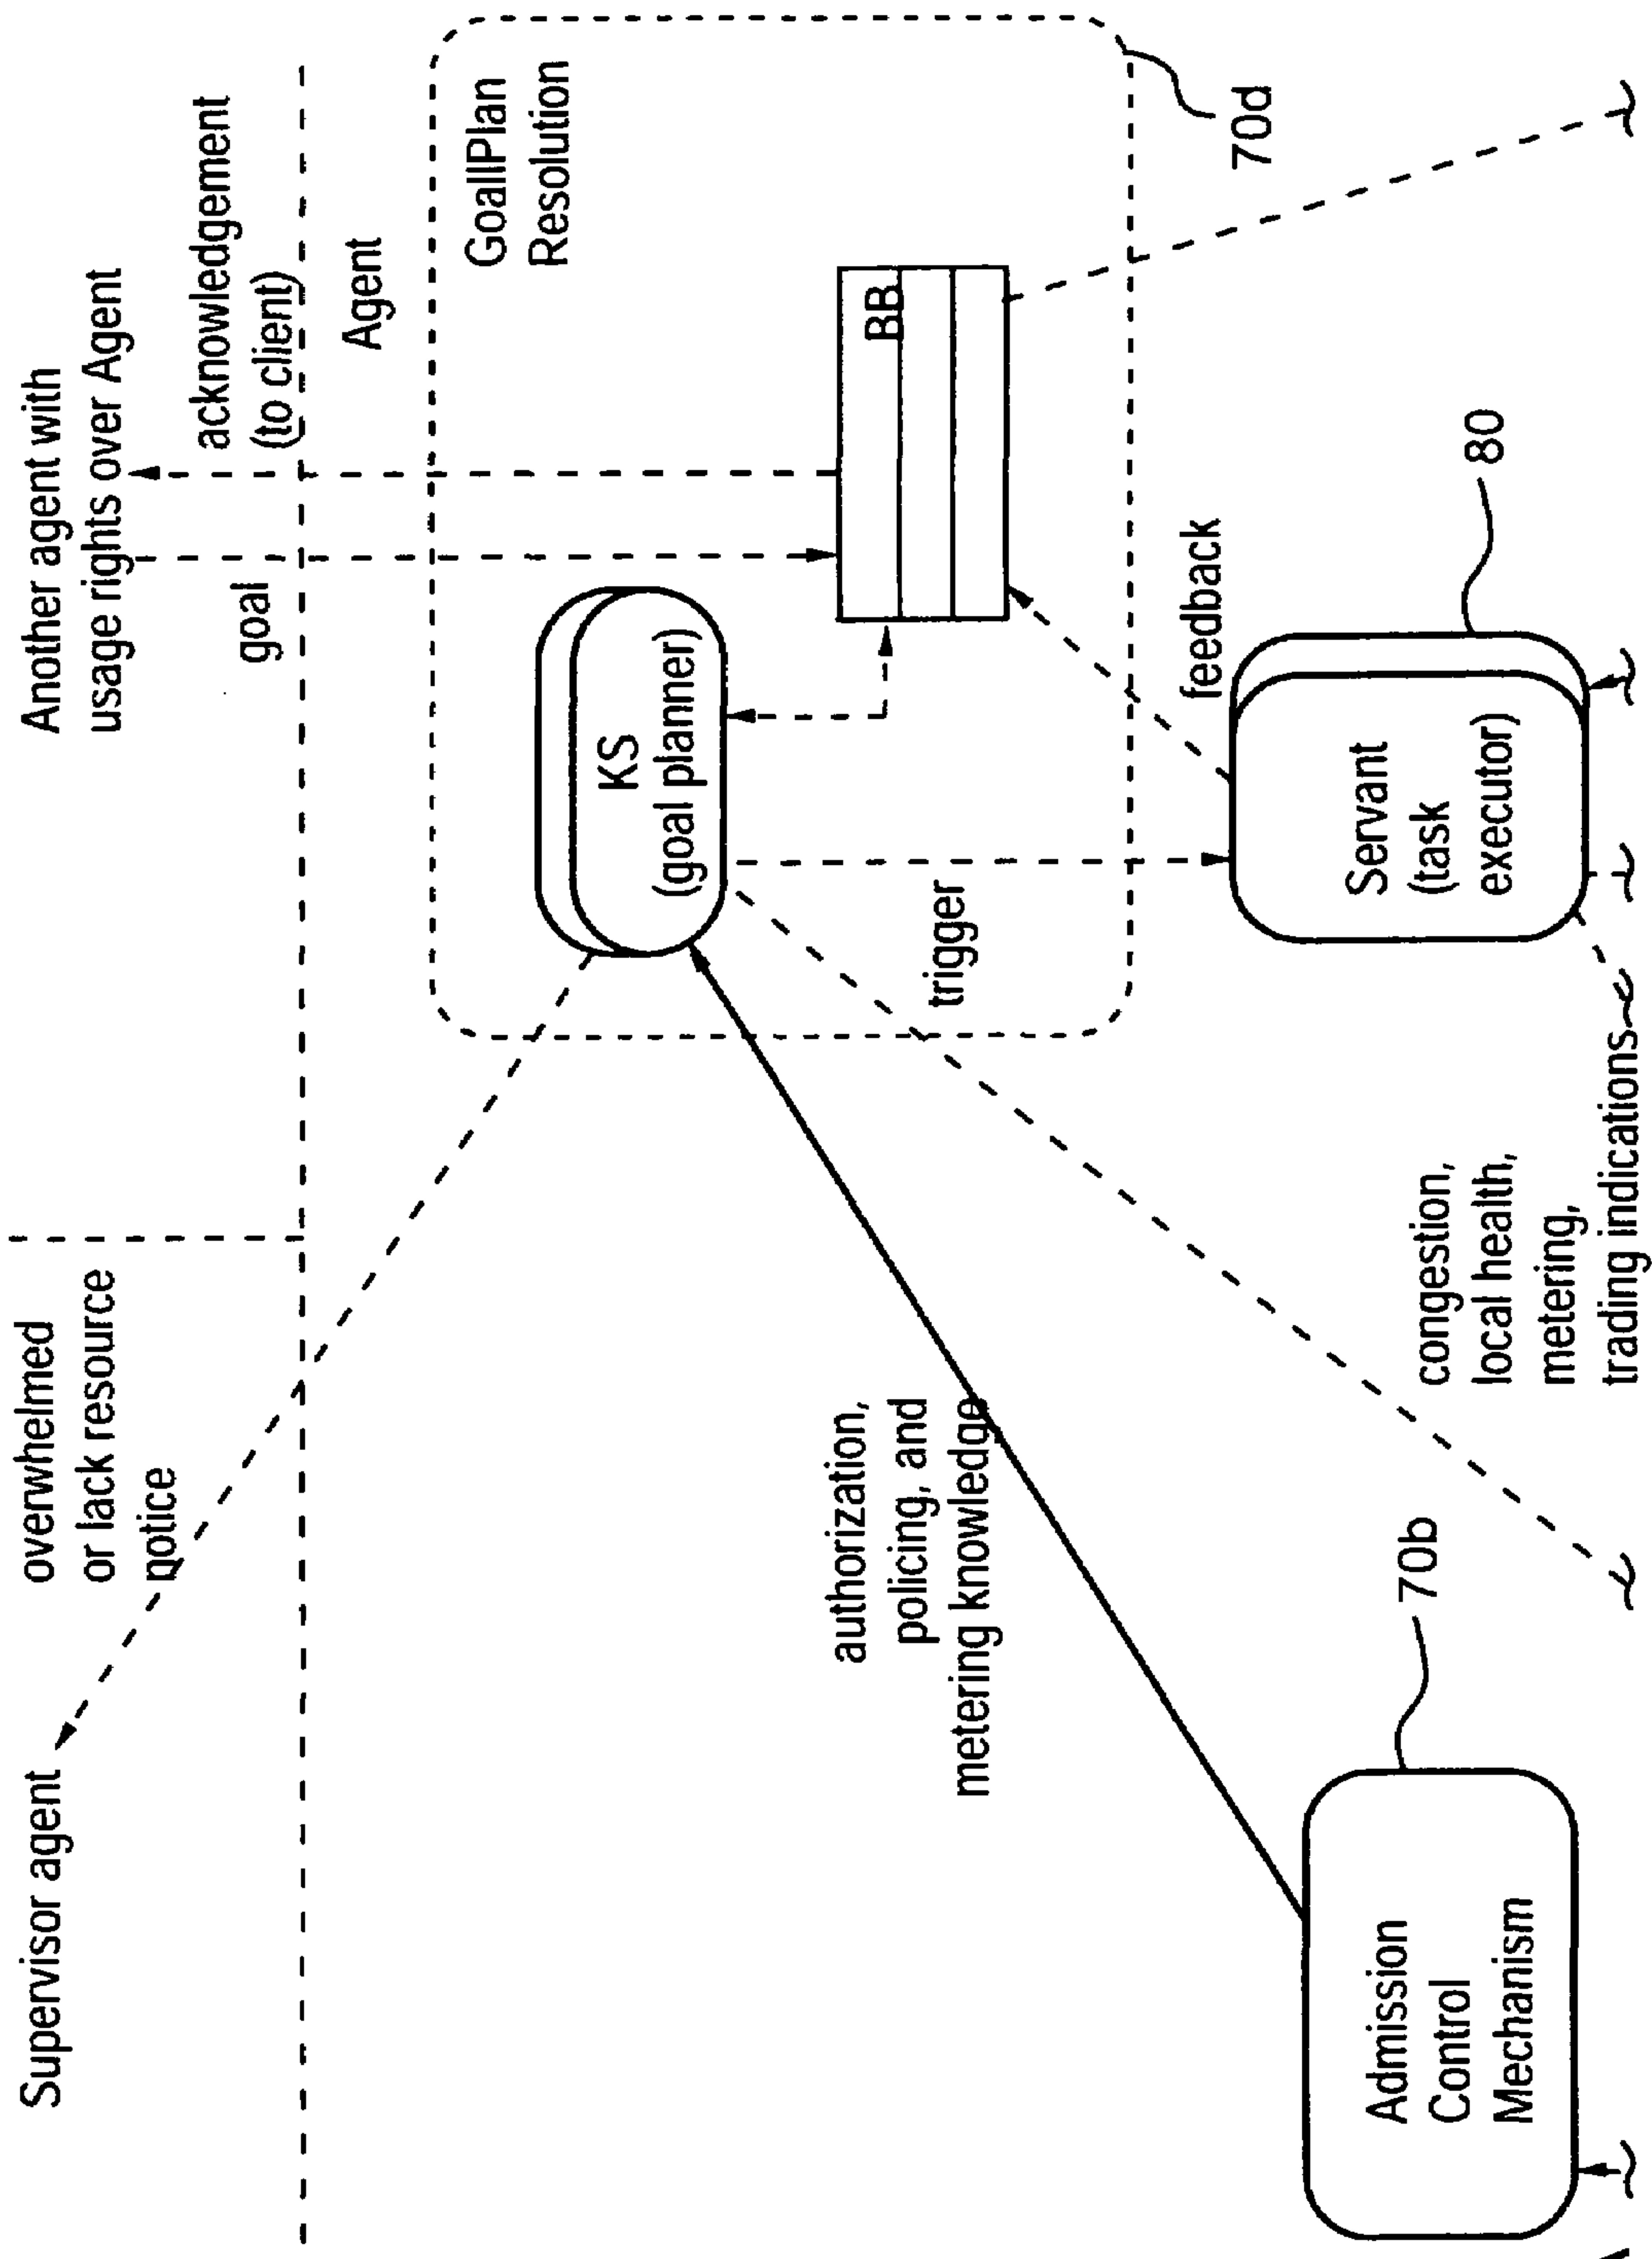 Supervisor agent
overwhelmed
or lack resource
notice
Another agent with
usage rights over Agent
goal
acknowledgement
(to client)
Agent
GoallPlan
Resolution
KS
(goal planner)
BB
trigger
feedback
70d
authorization,
policing, and
metering knowledge
Servant
(task
executor)
80
congestion,
local health,
metering,
trading indications
70b
Admission
Control
Mechanism